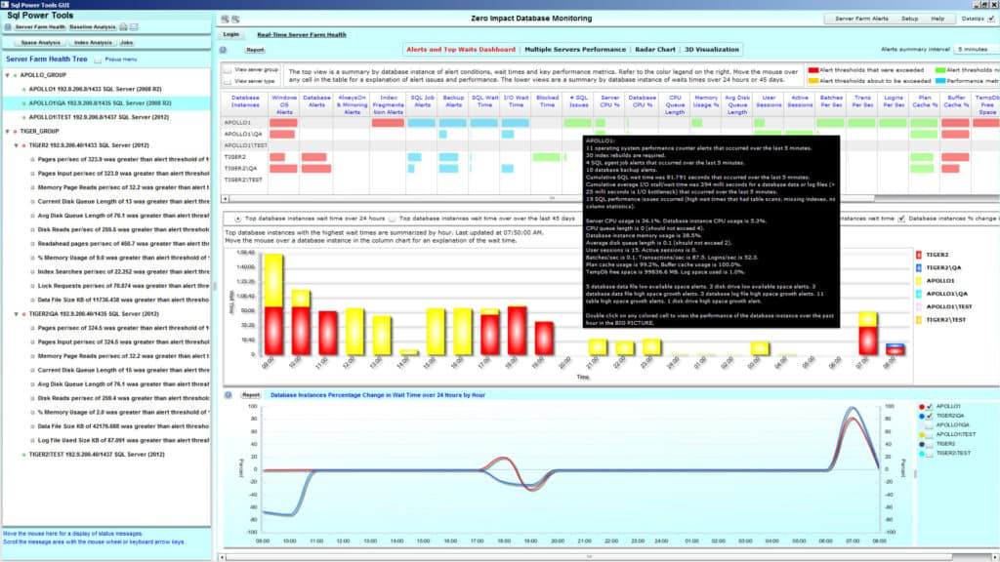 Sql Power Tools GUI
Sql Power Tools
Server Farm Health Baseline Analysis
Space Analysis Index Analysis Jobs
Server Farm Health Tree Popup menu
APOLLO_GROUP
APOLLO1 192.9.200.0/1433 SQL Server (2008 R2)
APOLLO1\QA 192.9.200.0/1435 SQL Server (2008 R2)
APOLLO1\TEST 192.9.200.0/1437 SQL Server (2012)
TIGER_GROUP
TIGER2 192.9.200.40/1433 SQL Server (2012)
Pages per/sec of 323.9 was greater than alert threshold of
Pages Input per/sec of 323.0 was greater than alert threshold
Memory Page Reads per/sec of 32.2 was greater than alert t
Current Disk Queue Length of 13 was greater than alert thres
Avg Disk Queue Length of 76.1 was greater than alert thresho
Disk Reads per/sec of 259.5 was greater than alert threshol
Readahead pages per/sec of 450.7 was greater than alert th
% Memory Usage of 9.0 was greater than alert threshold of
Index Searches per/sec of 22,252 was greater than alert thr
Lock Requests per/sec of 70,874 was greater than alert thre
Data File Size KB of 11736.438 was greater than alert thres
TIGER2\QA 192.9.200.40/1435 SQL Server (2012)
Pages per/sec of 324.5 was greater than alert threshold of
Pages Input per/sec of 324.5 was greater than alert threshold
Memory Page Reads per/sec of 32.2 was greater than alert t
Current Disk Queue Length of 15 was greater than alert thres
Avg Disk Queue Length of 76.1 was greater than alert thresho
Disk Reads per/sec of 259.4 was greater than alert threshol
% Memory Usage of 2.0 was greater than alert threshold of
Data File Size KB of 42176.688 was greater than alert thres
Log File Used Size KB of 87.091 was greater than alert thre
TIGER2\TEST 192.9.200.40/1437 SQL Server (2012)
Move the mouse here for a display of status messages.
Scroll the message area with the mouse wheel or keyboard arrow keys.
Zero Impact Database Monitoring
Server Farm Alerts Setup Help Datatips
Login Real-Time Server Farm Health
Report
Alerts and Top Waits Dashboard | Multiple Servers Performance | Radar Chart | 3D Visualization
Alerts summary interval 5 minutes
View server group
View server type
The top view is a summary by database instance of alert conditions, wait times and key performance metrics. Refer to the color legend on the right. Move the mouse over
any cell in the table for a explanation of alert issues and performance. The lower views are a summary of database wait times over 24 hours or 45 days.
Alert thresholds that were exceeded Alert thresholds no
Alert thresholds about to be exceeded Performance metr
Database Instances Windows OS Alerts Database Alerts AlwaysOn & Mirroring Alerts Index Fragmenta tion Alerts SQL Job Alerts Backup Alerts SQL Wait Time I/O Wait Time Blocked Time # SQL Issues Server CPU % Database CPU % CPU Queue Length Memory Usage % Avg Disk Queue Length User Sessions Active Sessions Batches Per Sec Trans Per Sec Logins Per Sec Plan Cache % Buffer Cache % TempDb Free Space
APOLLO1
APOLLO1\QA
APOLLO1\TEST
TIGER2
TIGER2\QA
TIGER2\TEST
APOLLO1:
11 operating system performance counter alerts that occurred over the last 5 minutes.
30 index rebuilds are required.
4 SQL agent job alerts that occurred over the last 5 minutes.
10 database backup alerts.
Cumulative SQL wait time was 81.791 seconds that occurred over the last 5 minutes.
Cumulative average I/O stall/wait time was 394 milli seconds for a database data or log files (>
25 milli seconds is I/O bottleneck) that occurred over the last 5 minutes.
15 SQL performance issues occurred (high wait times that had table scans, missing indexes, no
column statistics).
Server CPU usage is 36.1%. Database instance CPU usage is 5.3%.
CPU queue length is 0 (should not exceed 4).
Database instance memory usage is 38.5%.
Average disk queue length is 0.1 (should not exceed 2).
User sessions is 15. Active sessions is 0.
Batches/sec is 0.1. Transactions/sec is 87.5. Logins/sec is 52.3.
Plan cache usage is 99.2%. Buffer cache usage is 100.0%.
TempDb free space is 99836.6 MB. Log space used is 1.0%.
5 database data file low available space alerts. 3 disk drive low available space alerts. 3
database data file high space growth alerts. 3 database log file high space growth alerts. 11
table high space growth alerts. 1 disk drive high space growth alert.
Double click on any colored cell to view the performance of the database instance over the past
hour in the BIG PICTURE.
Top database instances wait time over 24 hours Top database instances wait time over the last 45 days
instances wait time Database instances % change i
Top database instances with the highest wait times are summarized by hour. Last updated at 07:50:00 AM.
Move the mouse over a database instance in the column chart for an explanation of the wait time.
09:00 10:00 11:00 12:00 13:00 14:00 15:00 16:00 17:00 18:00 19:00 20:00 21:00 22:00 23:00 24:00 01:00 02:00 03:00 04:00 05:00 06:00 07:00 08:00
Time
TIGER2
TIGER2\QA
APOLLO1
APOLLO1\QA
APOLLO1\TEST
TIGER2\TEST
Report Database Instances Percentage Change in Wait Time over 24 Hours by Hour
100 100
80 80
60 60
40 40
20 20
0 0
-20 -20
-40 -40
-60 -60
-80 -80
-100 -100
Percent Percent
09:00 10:00 11:00 12:00 13:00 14:00 15:00 16:00 17:00 18:00 19:00 20:00 21:00 22:00 23:00 24:00 01:00 02:00 03:00 04:00 05:00 06:00 07:00 08:00
APOLLO1
TIGER2\QA
APOLLO1\QA
APOLLO1\TEST
TIGER2
TIGER2\TEST